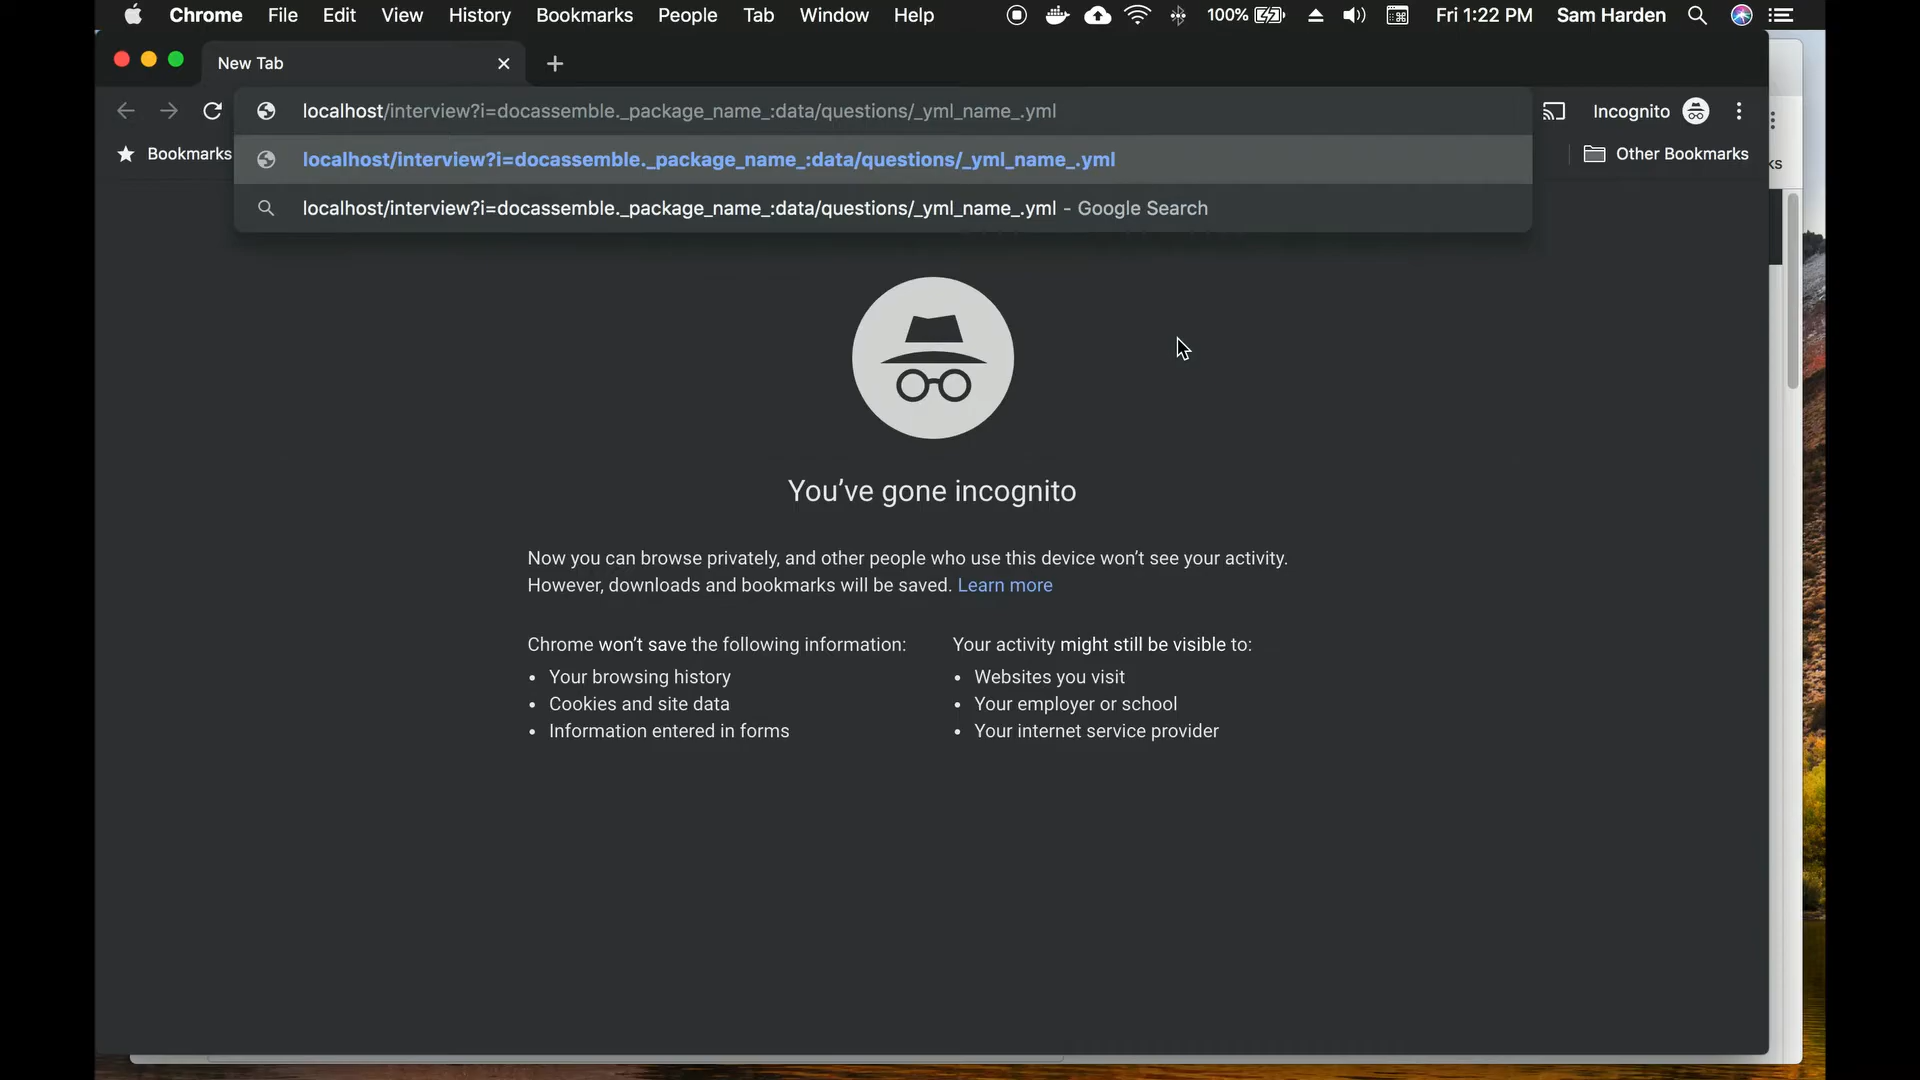 Chrome File Edit View History Bookmarks People Tab Window Help 100% Fri 1:22 PM Sam Harden
New Tab
localhost/interview?i=docassemble._package_name_:data/questions/_yml_name_.yml
Incognito
Bookmarks
localhost/interview?i=docassemble._package_name_:data/questions/_yml_name_.yml
Other Bookmarks
ks
localhost/interview?i=docassemble._package_name_:data/questions/_yml_name_.yml - Google Search
You've gone incognito
Now you can browse privately, and other people who use this device won't see your activity.
However, downloads and bookmarks will be saved. Learn more
Chrome won't save the following information:
• Your browsing history
• Cookies and site data
• Information entered in forms
Your activity might still be visible to:
• Websites you visit
• Your employer or school
• Your internet service provider